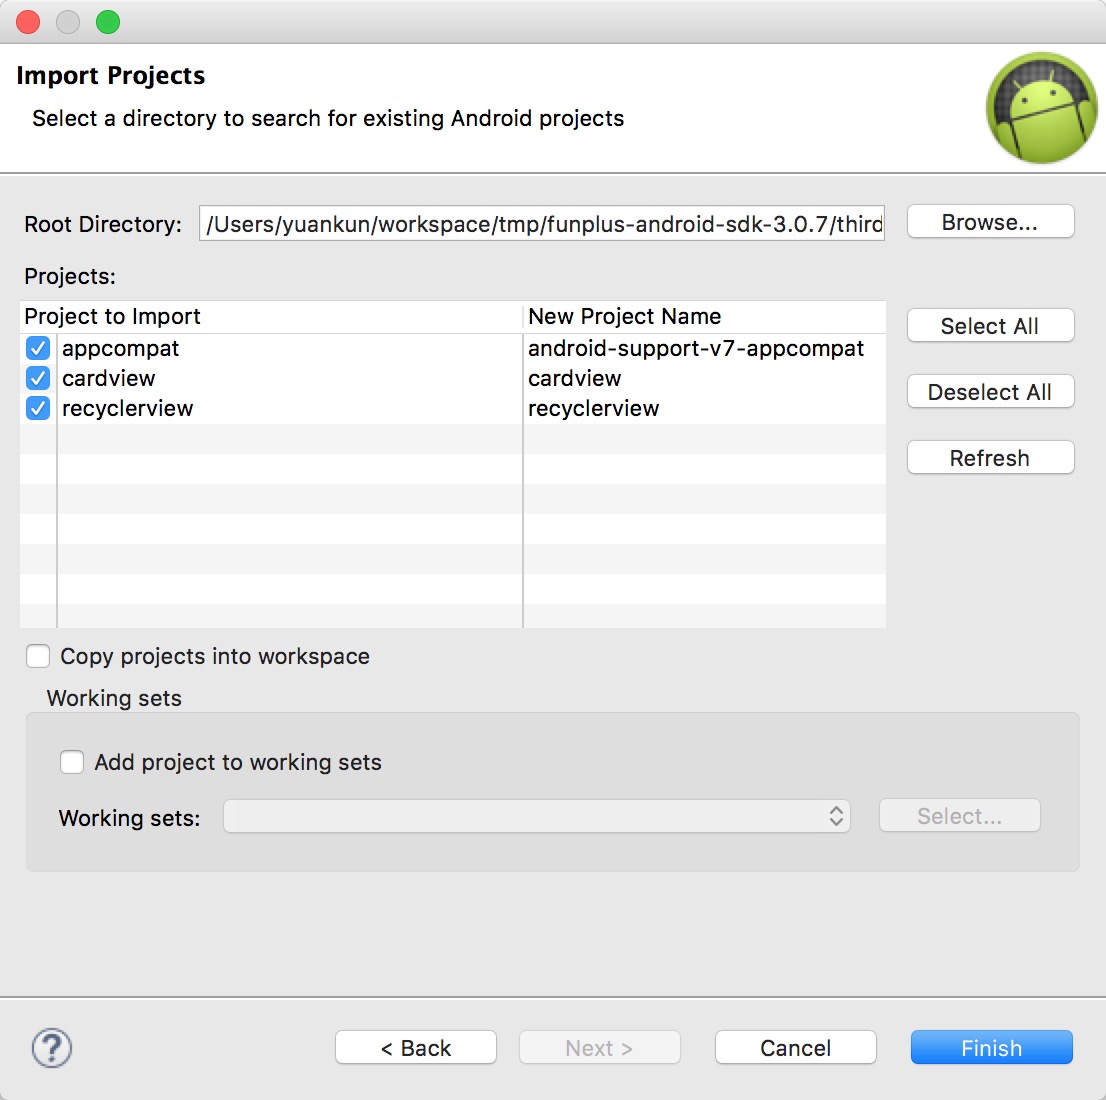 Import Projects
Select a directory to search for existing Android projects
Root Directory: /Users/yuankun/workspace/tmp/funplus-android-sdk-3.0.7/third Browse...
Projects:
Project to Import New Project Name
Select All
appcompat android-support-v7-appcompat
cardview cardview
Deselect All
recyclerview recyclerview
Refresh
Copy projects into workspace
Working sets
Add project to working sets
Working sets: Select...
? < Back Next > Cancel Finish